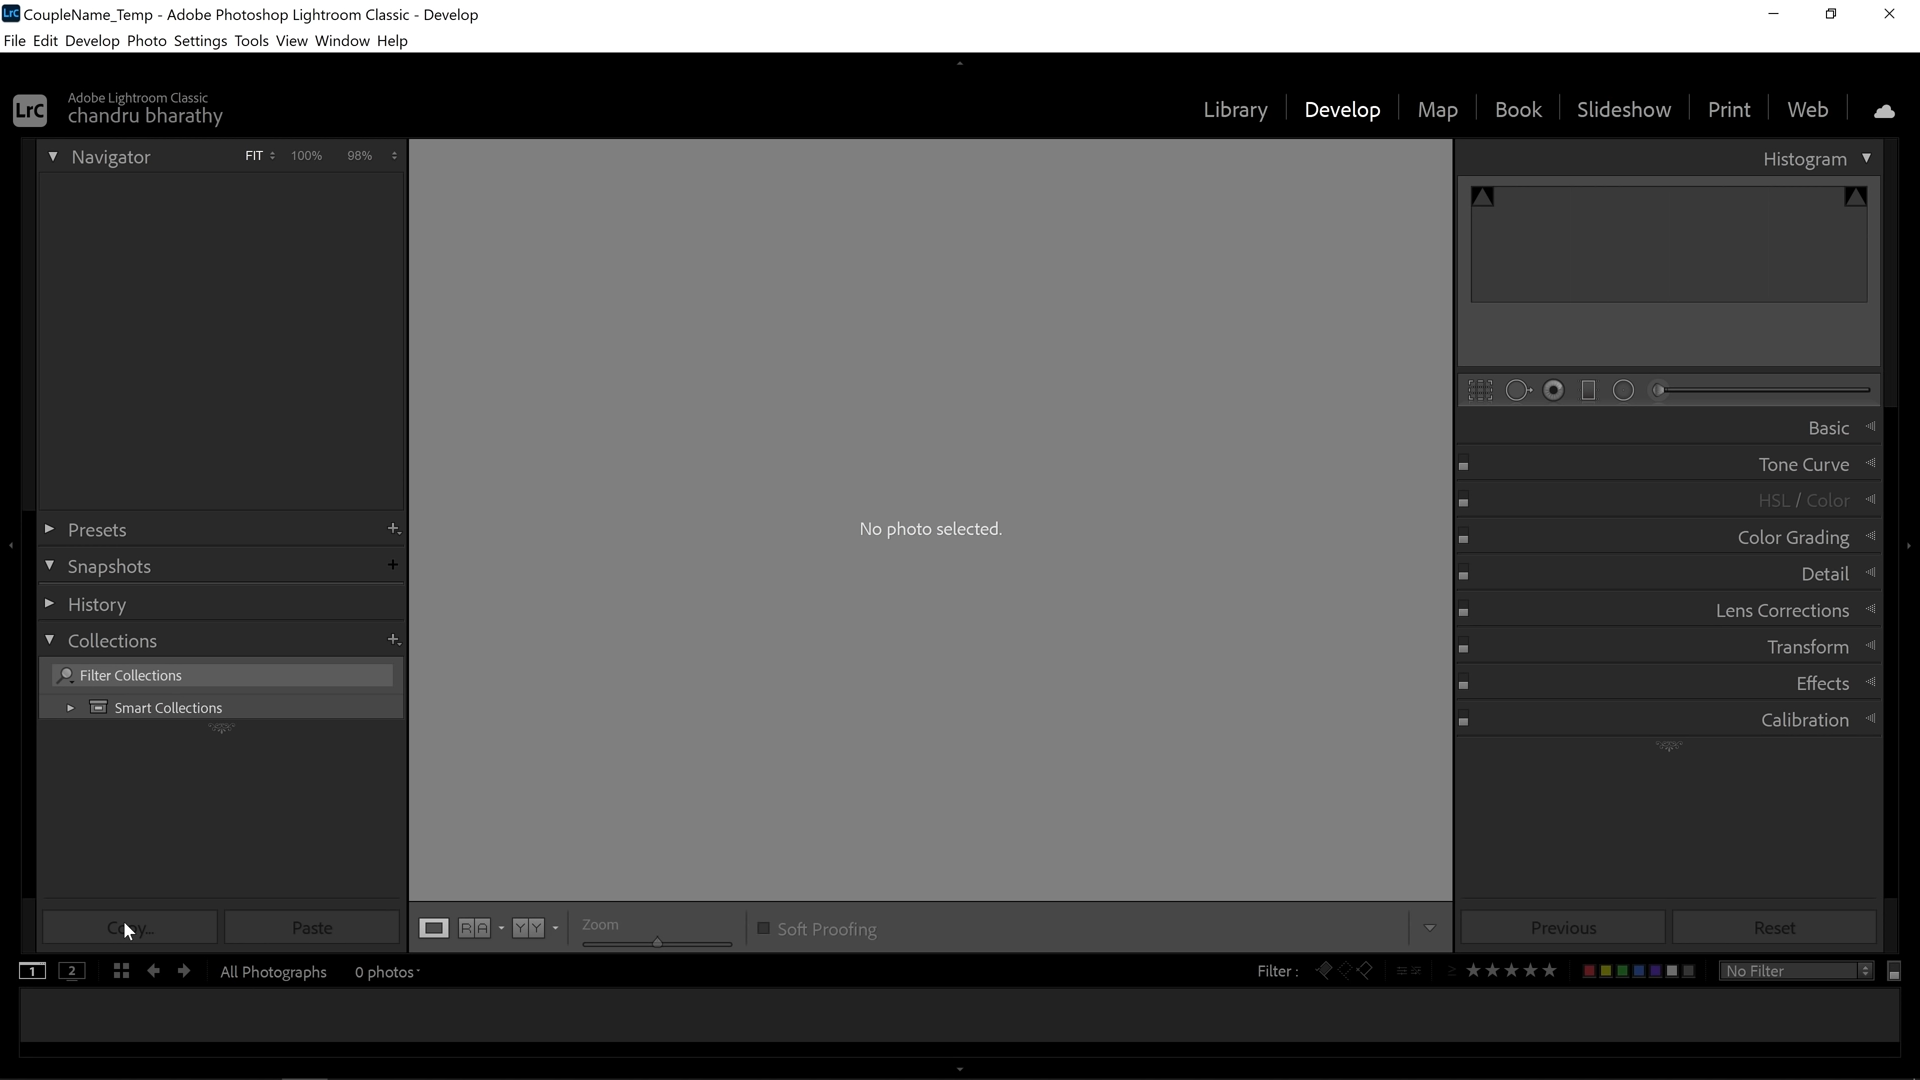 CoupleName_Temp - Adobe Photoshop Lightroom Classic - Develop
File Edit Develop Photo Settings Tools View Window Help
LrC
Adobe Lightroom Classic
chandru bharathy
Library Develop Map Book Slideshow Print Web
Navigator FIT 100% 98%
Histogram
Basic
Tone Curve
HSL / Color
Color Grading
Detail
Lens Corrections
Transform
Effects
Calibration
No photo selected.
Presets
Snapshots
History
Collections
Filter Collections
Smart Collections
Paste
R A Y Y Zoom Soft Proofing
Previous Reset
1 2 All Photographs 0 photos Filter : No Filter